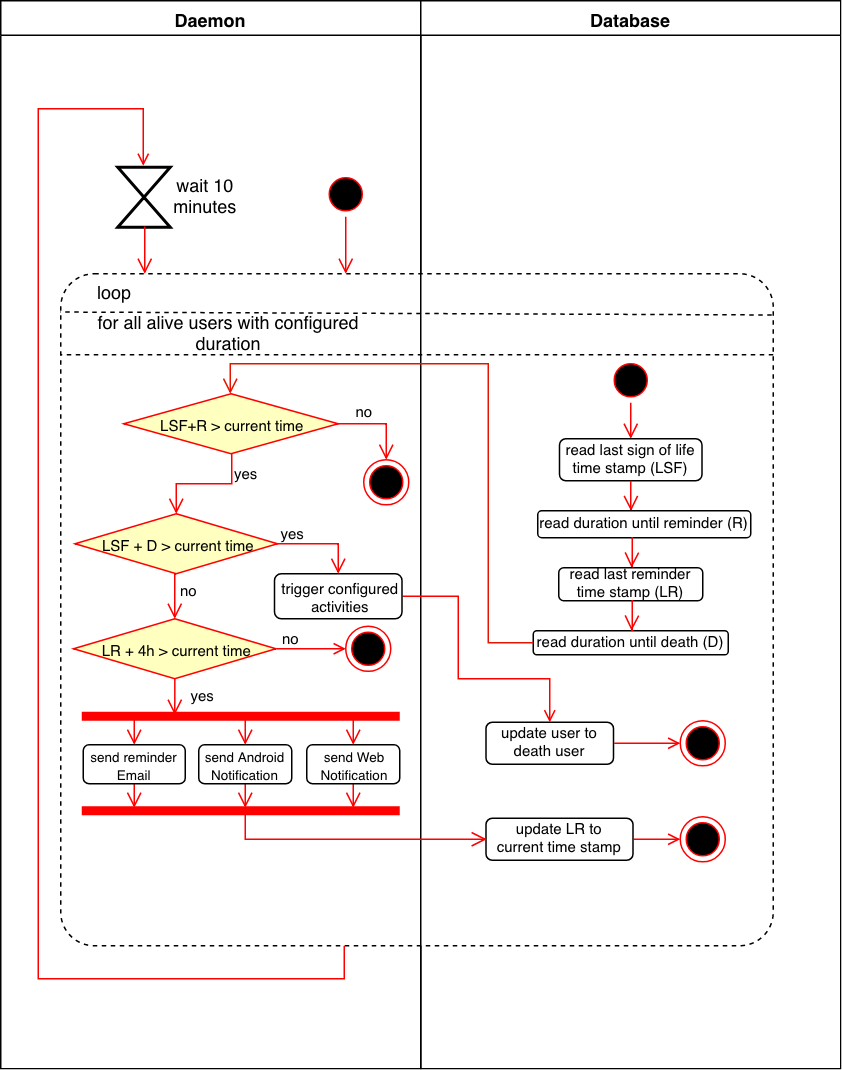 Daemon
Database
wait 10
minutes
loop
for all alive users with configured
duration
LSF+R > current time
no
yes
read last sign of life
time stamp (LSF)
read duration until reminder (R)
LSF + D > current time
yes
no
trigger configured
activities
read last reminder
time stamp (LR)
read duration until death (D)
LR + 4h > current time
no
yes
update user to
death user
send reminder
Email
send Android
Notification
send Web
Notification
update LR to
current time stamp